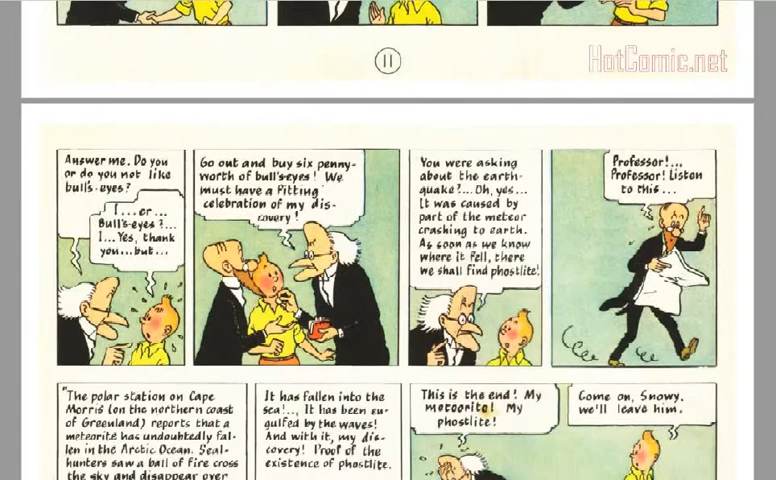 11
HotComic.net
Answer me. Do you
or do you not like
bull's-eyes?
I...er...
Bull's-eyes?...
I...Yes, thank
you...but...
Go out and buy six penny-
worth of bull's-eyes! We
must have a fitting
celebration of my dis-
covery!
You were asking
about the earth-
quake?...Oh, yes...
It was caused by
part of the meteor
crashing to earth.
As soon as we know
where it fell, there
we shall find phostlite!
Professor!...
Professor! Listen
to this...
"The polar station on Cape
Morris (on the northern coast
of Greenland) reports that a
meteorite has undoubtedly fal-
len in the Arctic Ocean. Seal-
hunters saw a ball of fire cross
the sky and disappear over
It has fallen into the
sea!... It has been en-
gulfed by the waves!
And with it, my dis-
covery! Proof of the
existence of phostlite.
This is the end! My
meteorite! My
phostlite!
Come on, Snowy,
we'll leave him.